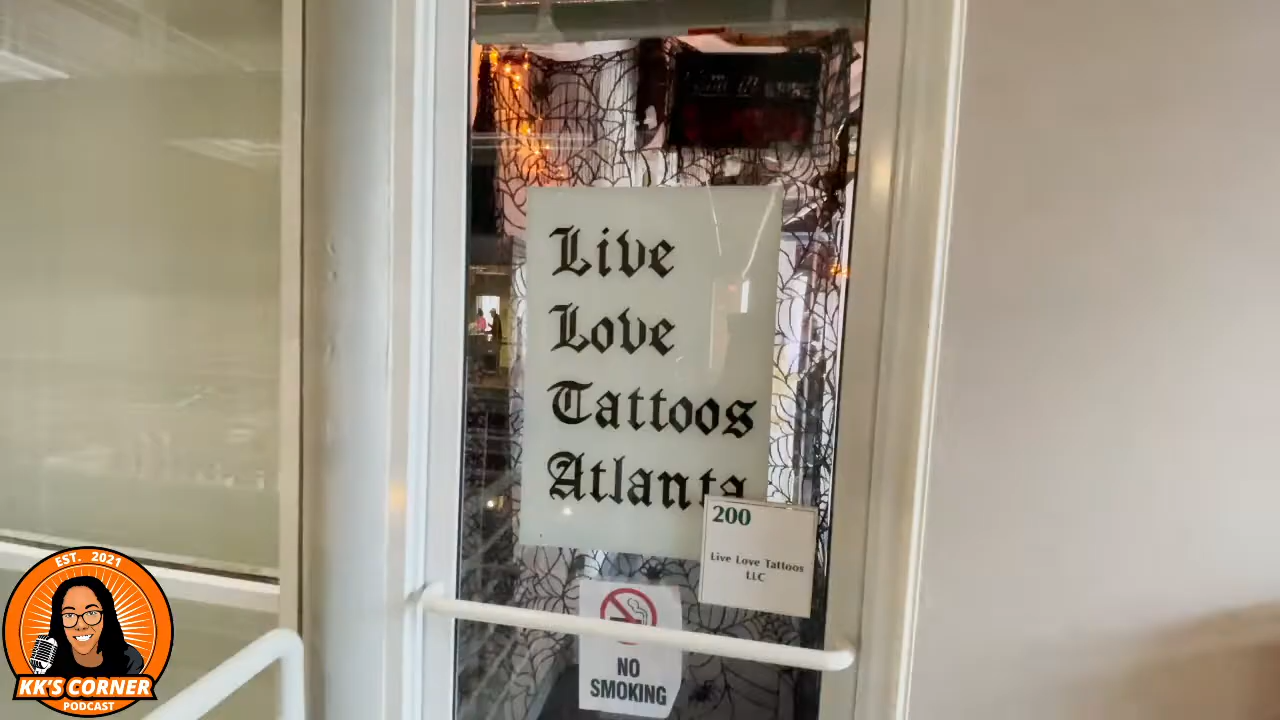 Live
Love
Tattoos
Atlanta
200
Live Love Tattoos
LLC
NO
SMOKING
EST. 2021
KK'S CORNER
PODCAST